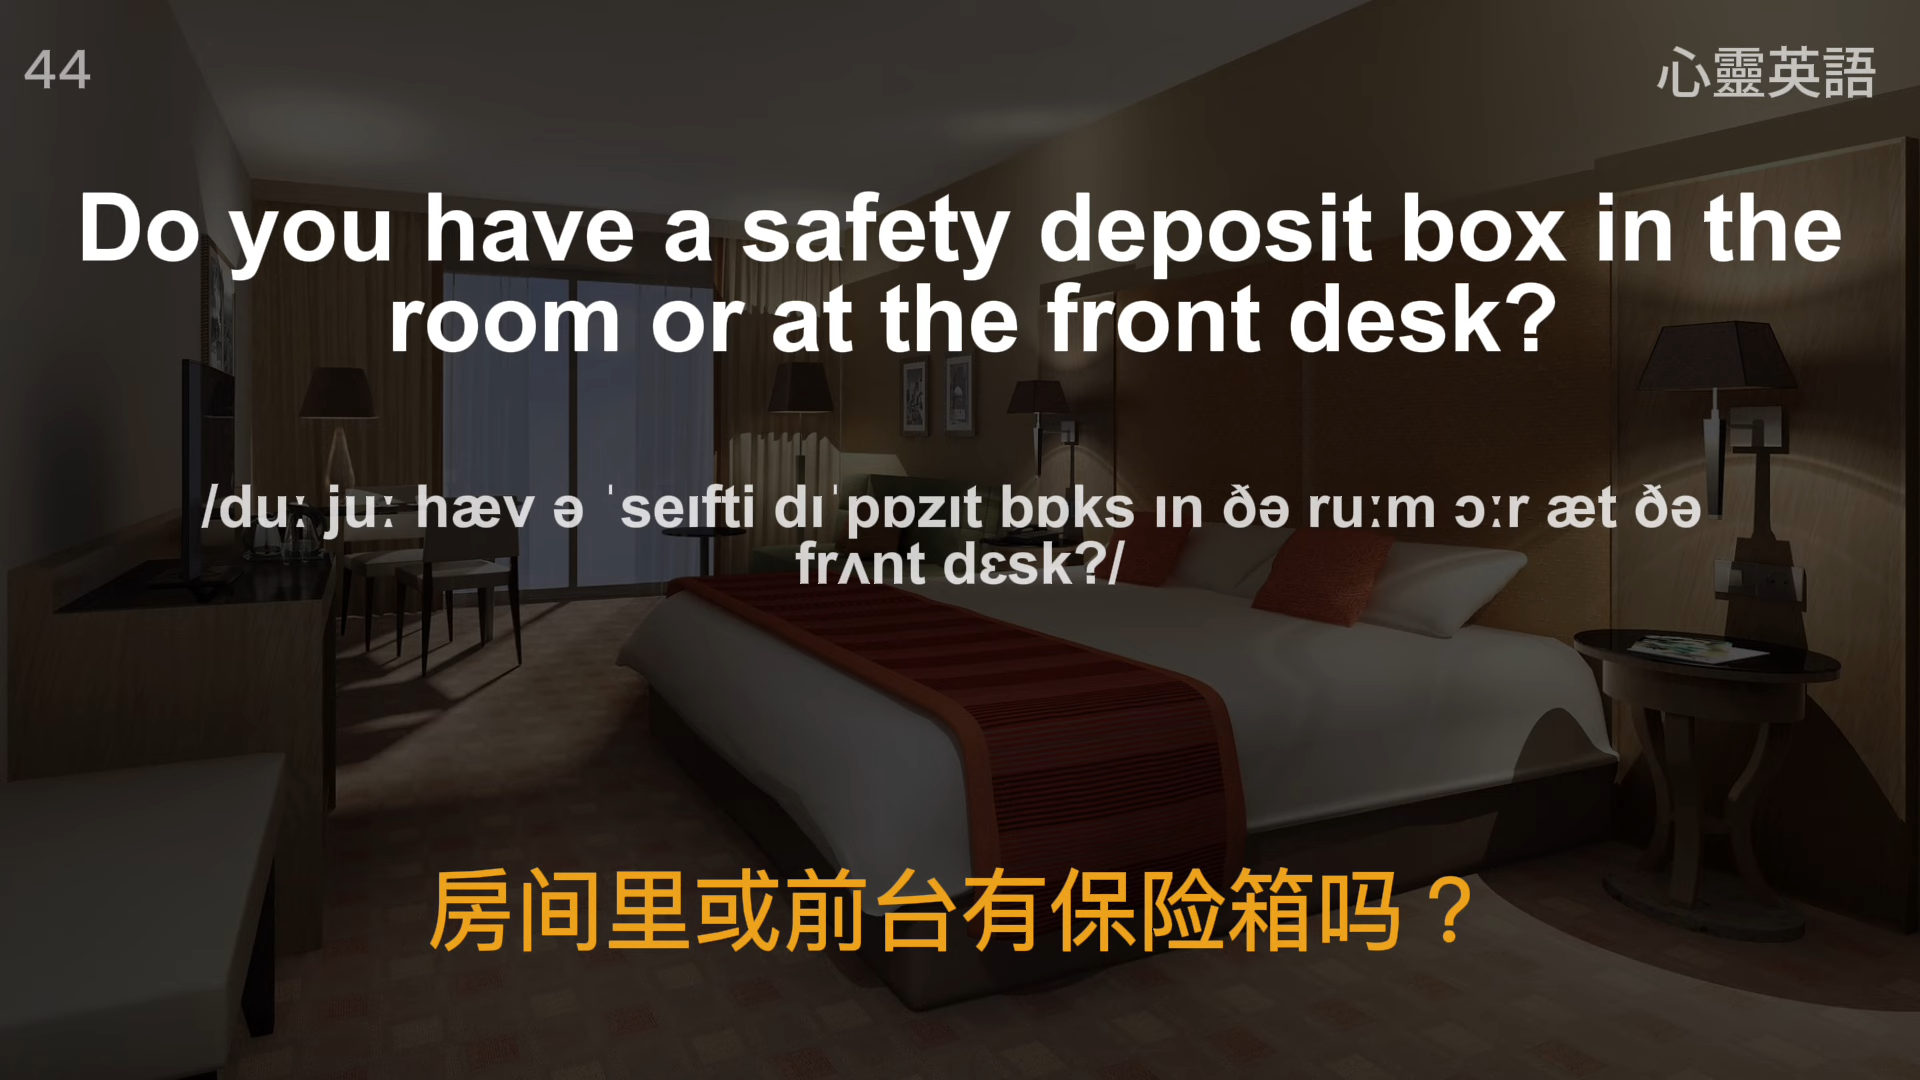 44
心靈英語
Do you have a safety deposit box in the
room or at the front desk?
/duː juː hæv ə ˈseɪfti dɪˈpɒzɪt bɒks ɪn ðə ruːm ɔːr æt ðə
frʌnt dɛsk?/
房间里或前台有保险箱吗？